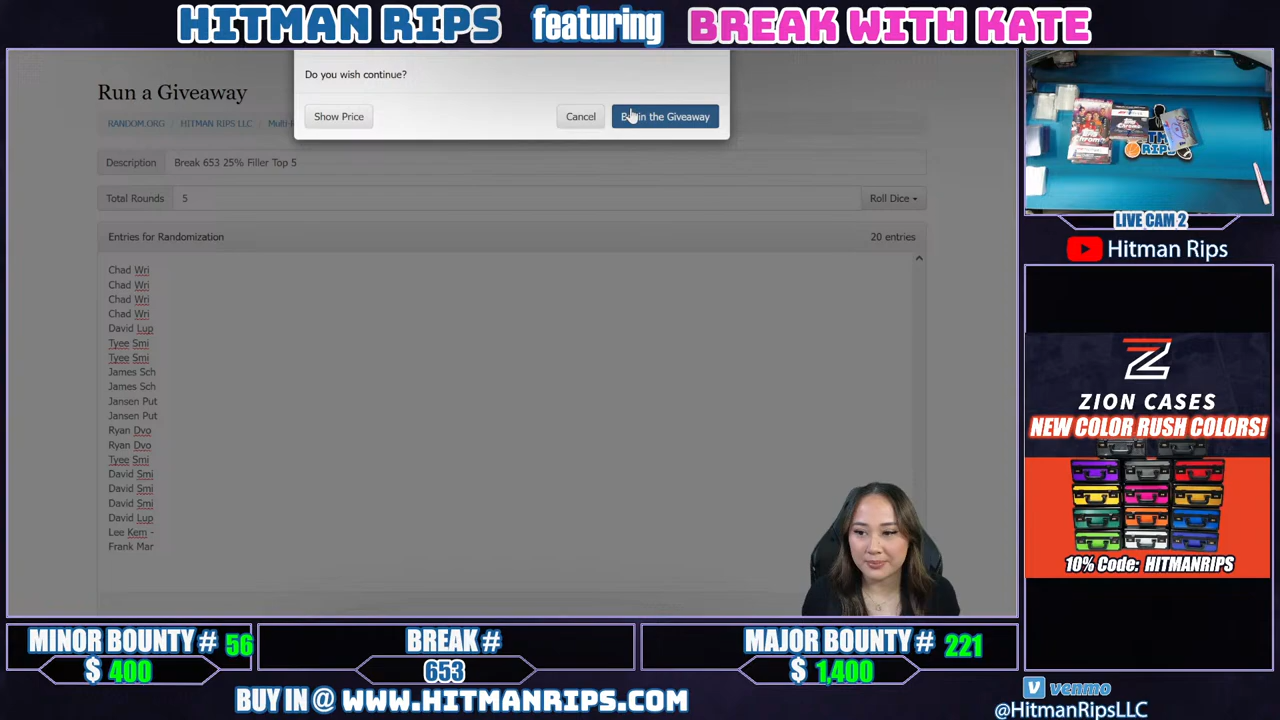 HITMAN RIPS featuring BREAK WITH KATE
Do you wish continue?
Show Price
Cancel
in the Giveaway
Run a Giveaway
RANDOM.ORG / HITMAN RIPS LLC /
Description Break 653 25% Filler Top 5
Total Rounds 5 Roll Dice
Entries for Randomization 20 entries
Chad Wri
Chad Wri
Chad Wri
Chad Wri
David Lup
Tyee Smi
Tyee Smi
James Sch
James Sch
Jansen Put
Jansen Put
Ryan Dvo
Ryan Dvo
Tyee Smi
David Smi
David Smi
David Smi
David Lup
Lee Kem -
Frank Mar
LIVE CAM 2
Hitman Rips
Z
ZION CASES
NEW COLOR RUSH COLORS!
10% Code: HITMANRIPS
MINOR BOUNTY # 56
$ 400
BREAK #
653
MAJOR BOUNTY # 221
$ 1,400
BUY IN @ WWW.HITMANRIPS.COM
V venmo
@HitmanRipsLLC